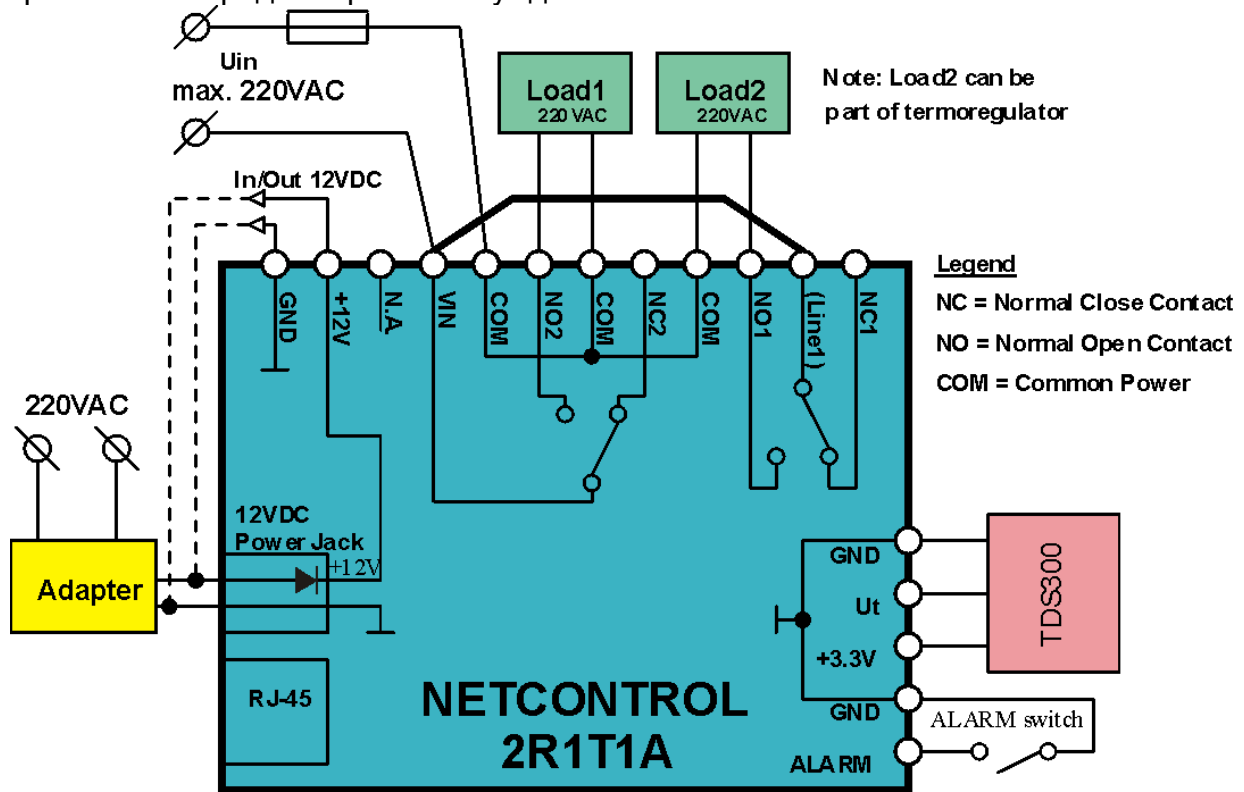 Uin
max. 220VAC
Load1
220 VAC
Load2
220VAC
Note: Load2 can be
part of termoregulator
In/Out 12VDC
GND
+12V
N.A
VIN
COM
NO2
COM
NC2
COM
NO1
(Line1)
NC1
Legend
NC = Normal Close Contact
NO = Normal Open Contact
COM = Common Power
220VAC
12VDC
Power Jack
+12V
Adapter
GND
Ut
+3.3V
GND
ALARM
TDS300
ALARM switch
RJ-45
NETCONTROL
2R1T1A